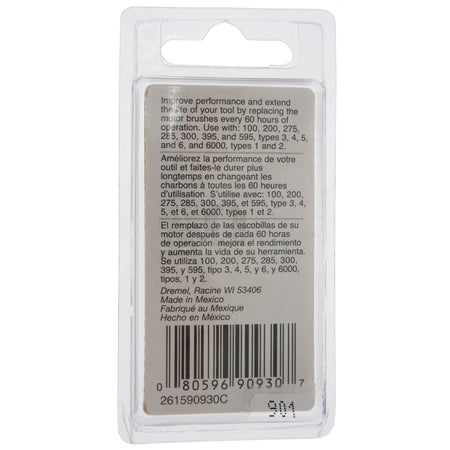 Improve performance and extend
the life of your tool by replacing the
motor brushes every 60 hours of
operation. Use with: 100, 200, 275,
285, 300, 395, and 595, types 3, 4, 5,
and 6, and 6000, types 1 and 2.
Améliorez la performance de votre
outil et faites-le durer plus
longtemps en changeant les
charbons à toutes les 60 heures
d'utilisation. S'utilise avec: 100, 200,
275, 285, 300, 395, et 595, type 3, 4,
5, et 6, et 6000, types 1 et 2.
El remplazo de las escobillas de su
motor después de cada 60 horas
de operación mejora el rendimiento
y aumenta la vida de su herramienta.
Se utiliza 100, 200, 275, 285, 300,
395, y 595, tipo 3, 4, 5, y 6, y 6000,
tipos, 1 y 2.
Dremel, Racine WI 53406
Made in Mexico
Fabriqué au Mexique
Hecho en México
0 80596 90930 7
261590930C
901